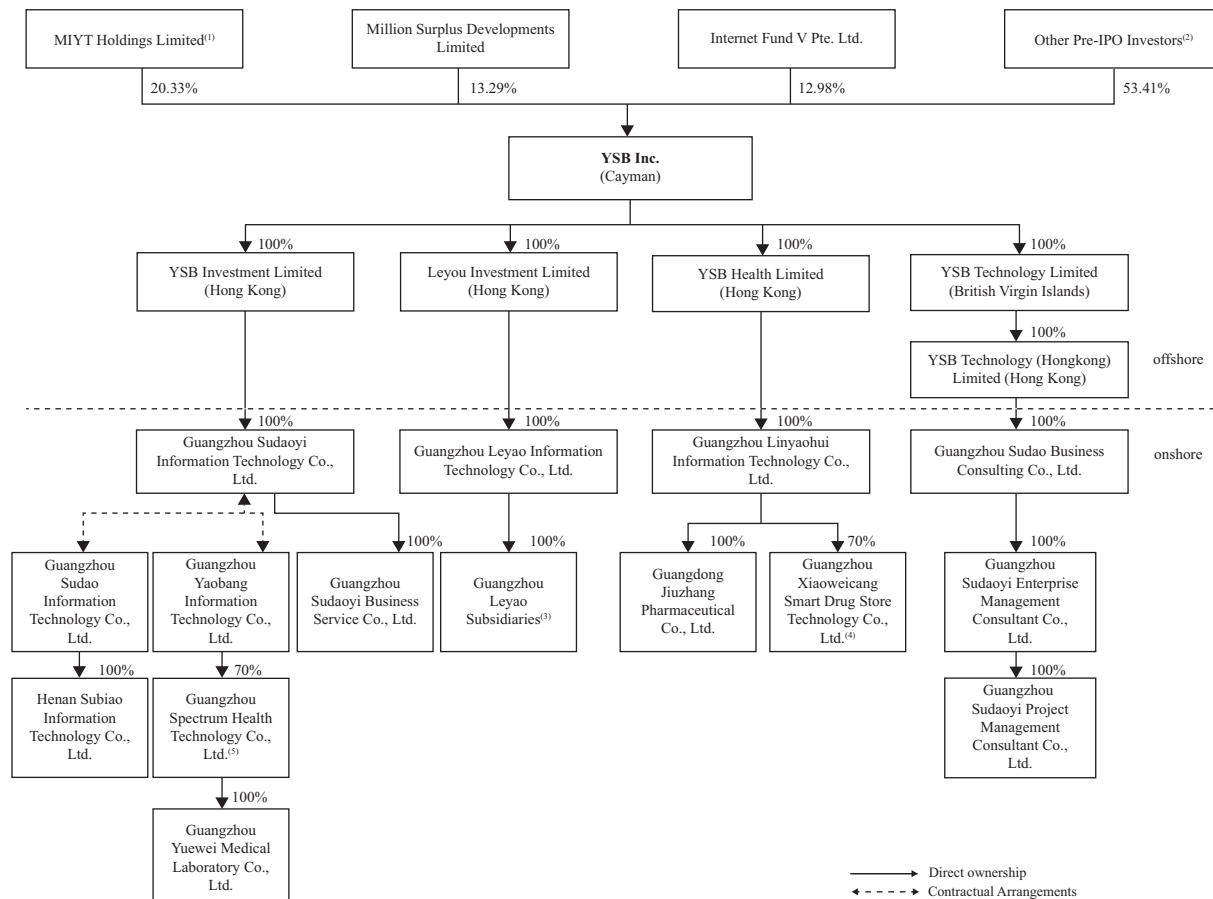 MIYT Holdings Limited(1)
Million Surplus Developments
Limited
Internet Fund V Pte. Ltd.
Other Pre-IPO Investors(2)
20.33%
13.29%
12.98%
53.41%
YSB Inc.
(Cayman)
100%
100%
100%
100%
YSB Investment Limited
(Hong Kong)
Leyou Investment Limited
(Hong Kong)
YSB Health Limited
(Hong Kong)
YSB Technology Limited
(British Virgin Islands)
100%
YSB Technology (Hongkong)
Limited (Hong Kong)
offshore
100%
100%
100%
100%
Guangzhou Sudaoyi
Information Technology Co.,
Ltd.
Guangzhou Leyao Information
Technology Co., Ltd.
Guangzhou Linyaohui
Information Technology Co.,
Ltd.
Guangzhou Sudao Business
Consulting Co., Ltd.
onshore
100%
100%
100%
70%
100%
Guangzhou
Sudao
Information
Technology Co.,
Ltd.
Guangzhou
Yaobang
Information
Technology Co.,
Ltd.
Guangzhou
Sudaoyi Business
Service Co., Ltd.
Guangzhou
Leyao
Subsidiaries(3)
Guangdong
Jiuzhang
Pharmaceutical
Co., Ltd.
Guangzhou
Xiaoweicang
Smart Drug Store
Technology Co.,
Ltd.(4)
Guangzhou
Sudaoyi Enterprise
Management
Consultant Co.,
Ltd.
100%
70%
100%
Henan Subiao
Information
Technology Co.,
Ltd.
Guangzhou
Spectrum Health
Technology Co.,
Ltd.(5)
Guangzhou
Sudaoyi Project
Management
Consultant Co.,
Ltd.
100%
Guangzhou
Yuewei Medical
Laboratory Co.,
Ltd.
Direct ownership
Contractual Arrangements